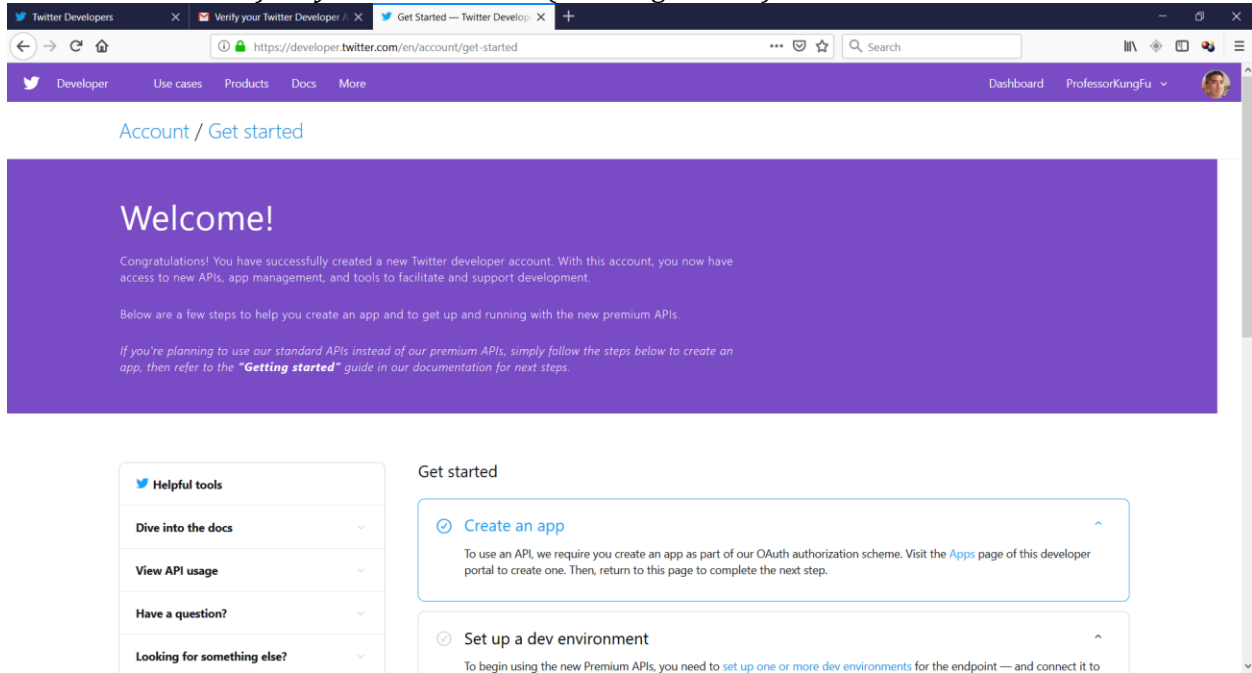 Twitter Developers
Verify your Twitter Developer A
Get Started — Twitter Develop
https://developer.twitter.com/en/account/get-started
Search
Developer Use cases Products Docs More Dashboard ProfessorKungFu
Account / Get started
Welcome!
Congratulations! You have successfully created a new Twitter developer account. With this account, you now have
access to new APIs, app management, and tools to facilitate and support development.
Below are a few steps to help you create an app and to get up and running with the new premium APIs.
If you're planning to use our standard APIs instead of our premium APIs, simply follow the steps below to create an
app, then refer to the "Getting started" guide in our documentation for next steps.
Helpful tools
Dive into the docs
View API usage
Have a question?
Looking for something else?
Get started
Create an app
To use an API, we require you create an app as part of our OAuth authorization scheme. Visit the Apps page of this developer
portal to create one. Then, return to this page to complete the next step.
Set up a dev environment
To begin using the new Premium APIs, you need to set up one or more dev environments for the endpoint — and connect it to